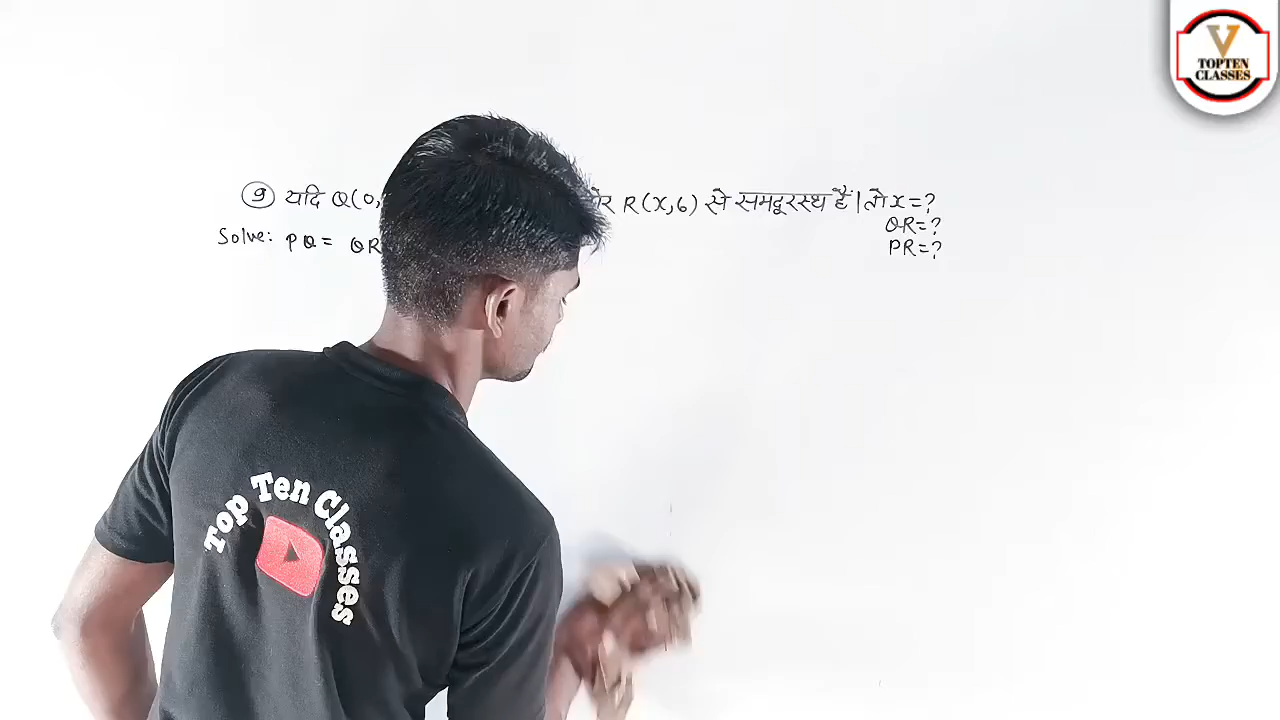 9 यदि Q(0, R(x,6) से समदूरस्थ हैं। तो x=?
QR=?
PR=?
Solve: PQ = QR
V
TOPTEN
CLASSES
Top Ten Classes